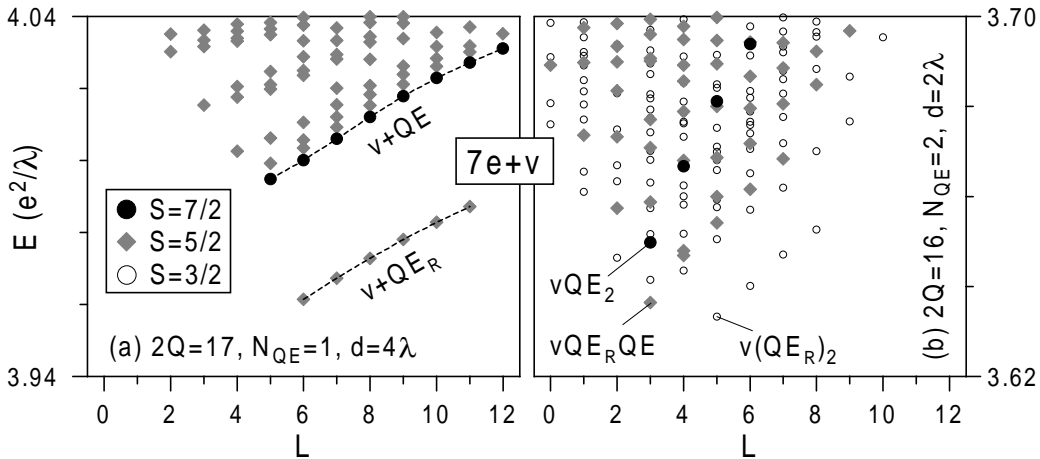 4.04
3.94
E (e²/λ)
S=7/2
S=5/2
S=3/2
ν+QE
ν+QE_R
(a) 2Q=17, N_QE=1, d=4λ
0 2 4 6 8 10 12
L
7e+ν
νQE₂
νQE_RQE
ν(QE_R)₂
(b) 2Q=16, N_QE=2, d=2λ
3.70
3.62
0 2 4 6 8 10 12
L